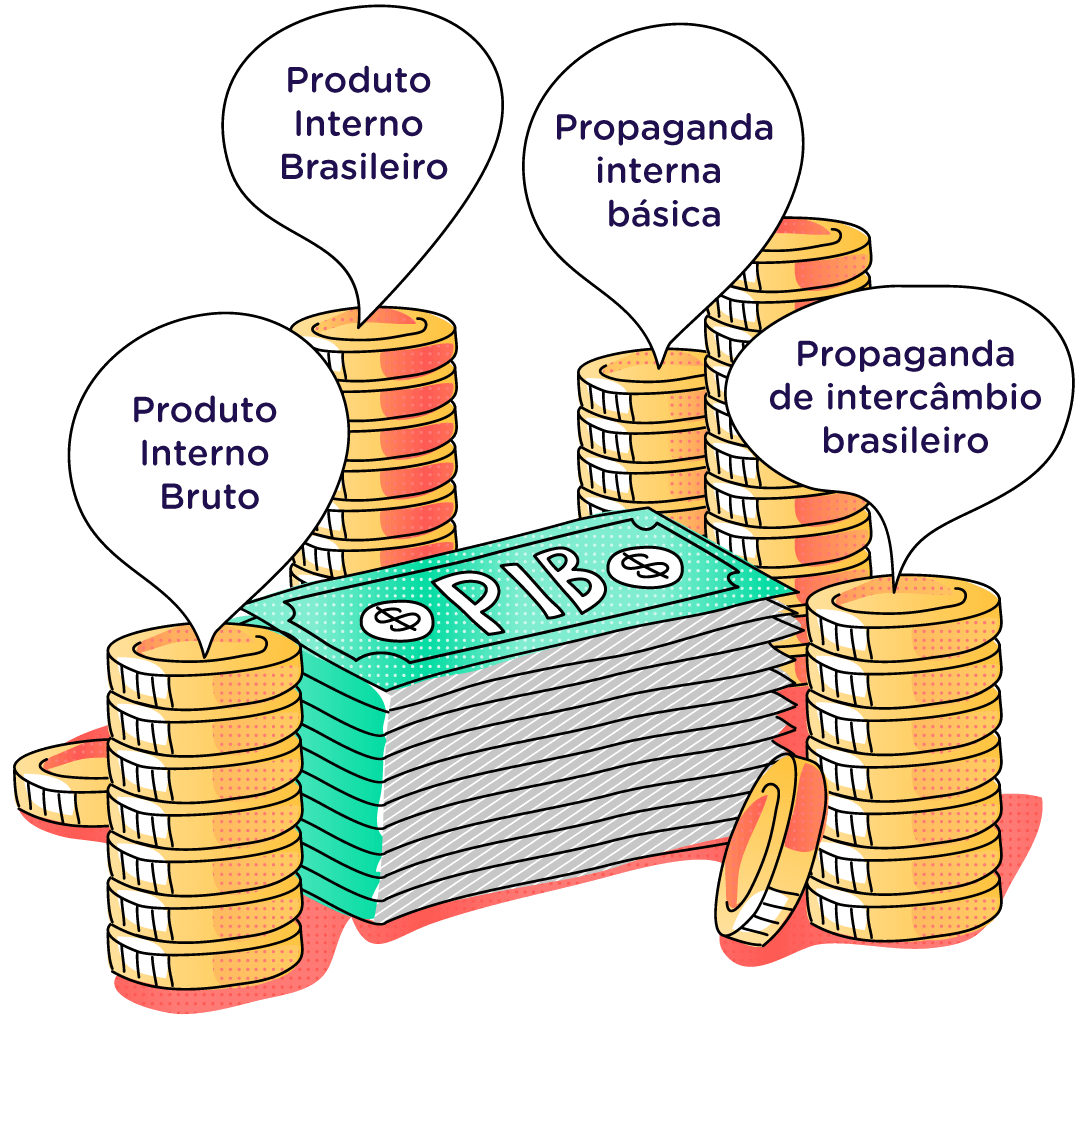 Produto
Interno
Brasileiro
Propaganda
interna
básica
Propaganda
de intercâmbio
brasileiro
Produto
Interno
Bruto
$ PIB $